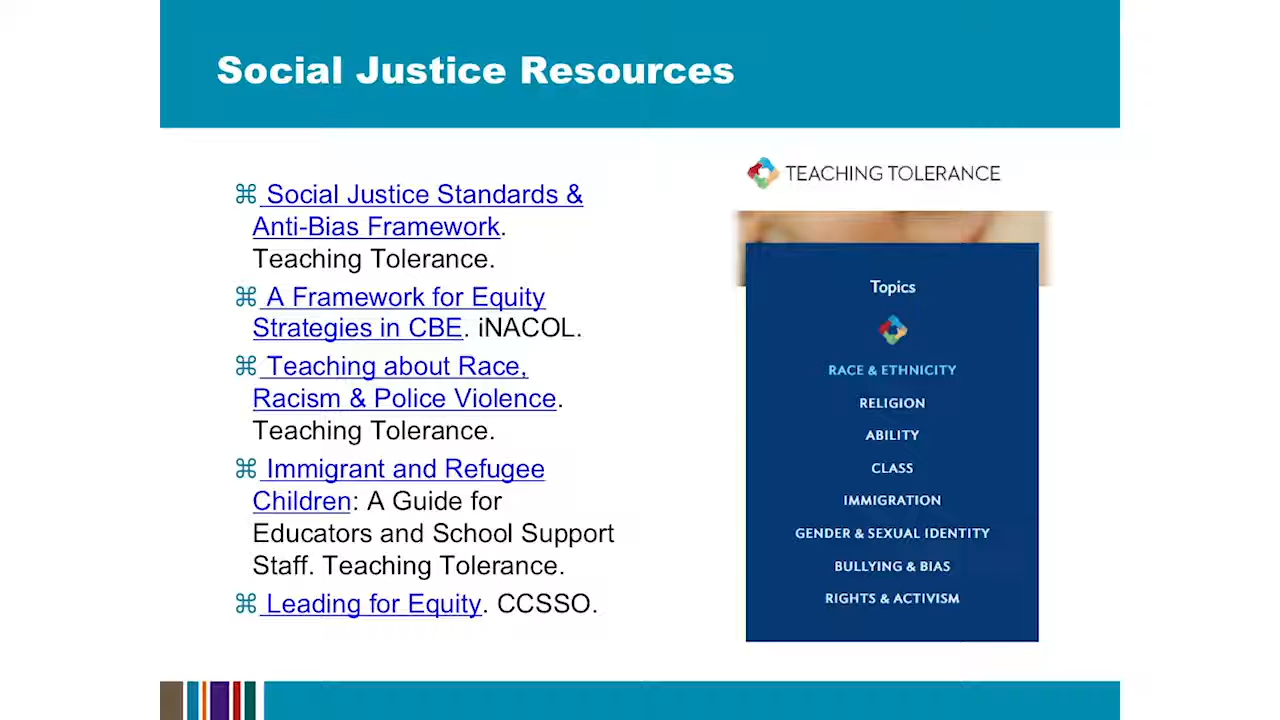 Social Justice Resources
⌘ Social Justice Standards &
Anti-Bias Framework.
Teaching Tolerance.
⌘ A Framework for Equity
Strategies in CBE. iNACOL.
⌘ Teaching about Race,
Racism & Police Violence.
Teaching Tolerance.
⌘ Immigrant and Refugee
Children: A Guide for
Educators and School Support
Staff. Teaching Tolerance.
⌘ Leading for Equity. CCSSO.
TEACHING TOLERANCE
Topics
RACE & ETHNICITY
RELIGION
ABILITY
CLASS
IMMIGRATION
GENDER & SEXUAL IDENTITY
BULLYING & BIAS
RIGHTS & ACTIVISM